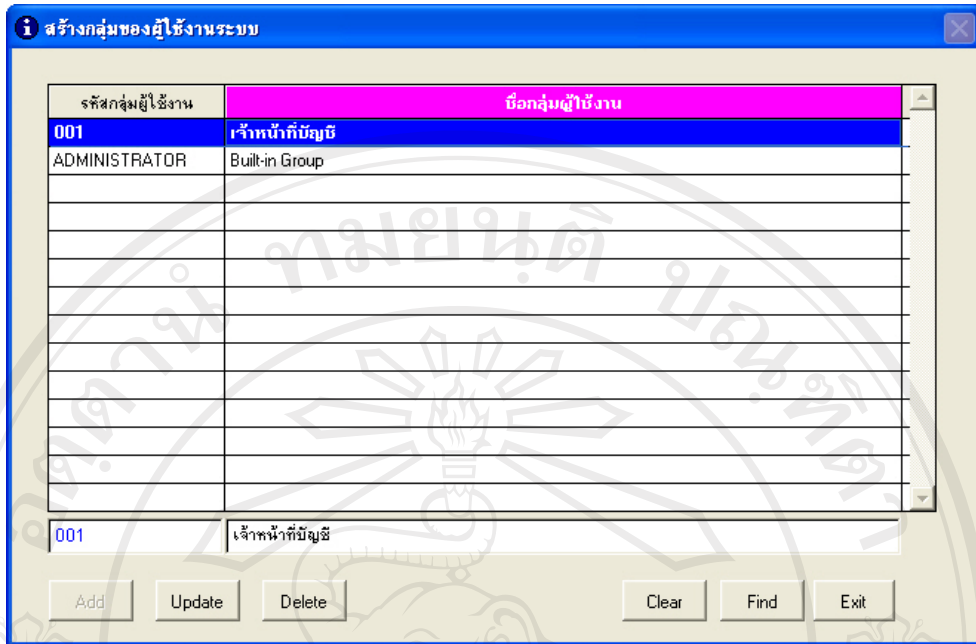 สร้างกลุ่มของผู้ใช้งานระบบ
รหัสกลุ่มผู้ใช้งาน ชื่อกลุ่มผู้ใช้งาน
001 เจ้าหน้าที่บัญชี
ADMINISTRATOR Built-in Group
001 เจ้าหน้าที่บัญชี
Add Update Delete Clear Find Exit